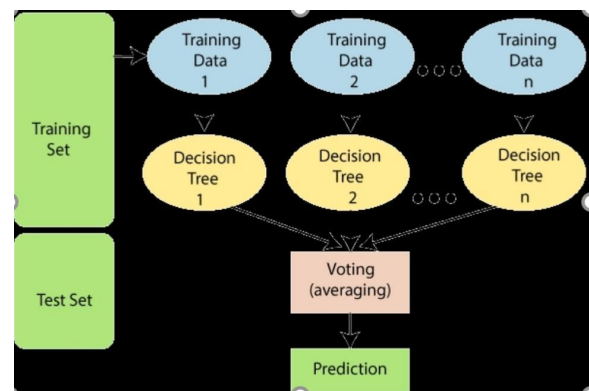 Training
Set
Test Set
Training
Data
1
Training
Data
2
Training
Data
n
Decision
Tree
1
Decision
Tree
2
Decision
Tree
n
Voting
(averaging)
Prediction